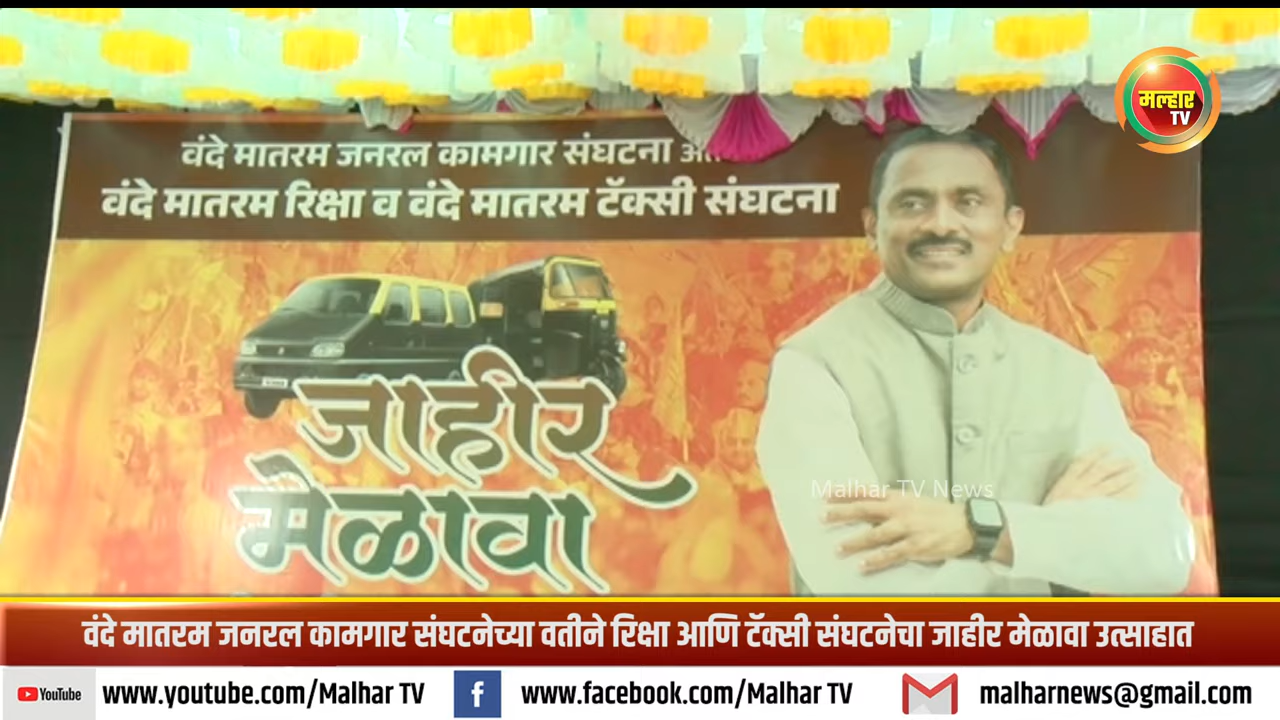 मल्हार
TV
वंदे मातरम जनरल कामगार संघटना
वंदे मातरम रिक्षा व वंदे मातरम टॅक्सी संघटना
जाहीर
मेळावा
Malhar TV News
वंदे मातरम जनरल कामगार संघटनेच्या वतीने रिक्षा आणि टॅक्सी संघटनेचा जाहीर मेळावा उत्साहात
YouTube www.youtube.com/Malhar TV f www.facebook.com/Malhar TV malharnews@gmail.com